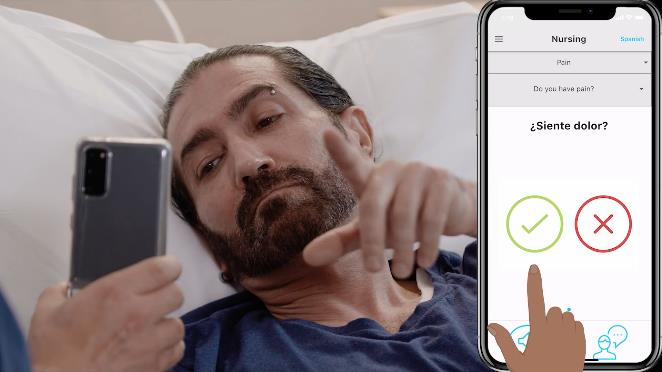 Nursing
Spanish
Pain
Do you have pain?
¿Siente dolor?